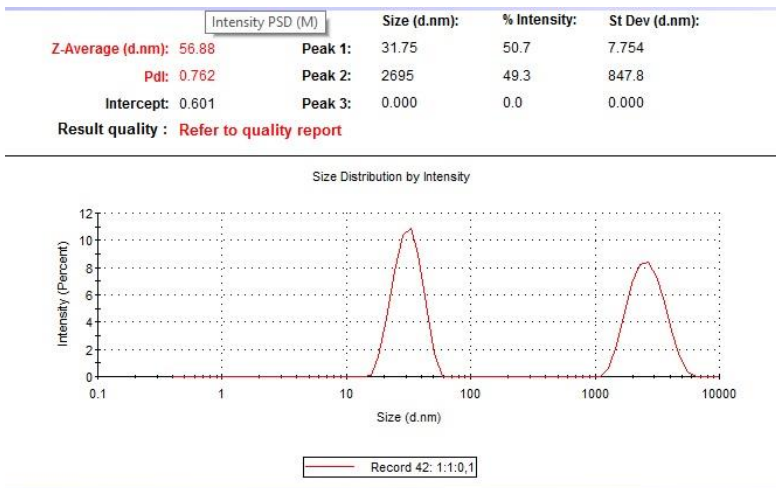 Intensity PSD (M)
Size (d.nm): % Intensity: St Dev (d.nm):
Z-Average (d.nm): 56.88 Peak 1: 31.75 50.7 7.754
PdI: 0.762 Peak 2: 2695 49.3 847.8
Intercept: 0.601 Peak 3: 0.000 0.0 0.000
Result quality : Refer to quality report
Size Distribution by Intensity
Intensity (Percent)
12
10
8
6
4
2
0
0.1 1 10 100 1000 10000
Size (d.nm)
Record 42: 1:1:0,1